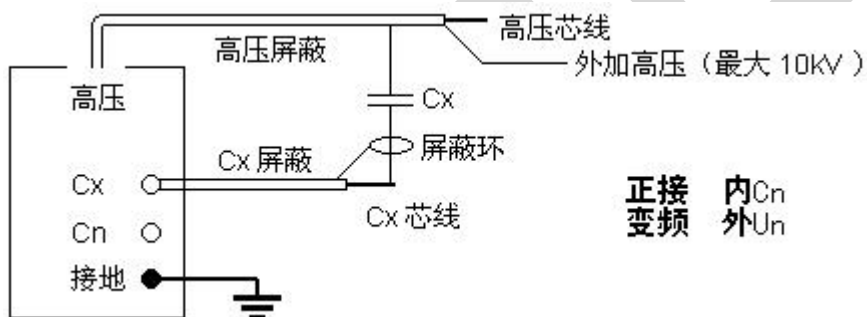 高压芯线
高压屏蔽
外加高压（最大 10KV ）
高压
Cx
屏蔽环
Cx 屏蔽
Cx
Cx 芯线
正接 内Cn
变频 外Un
Cn
接地